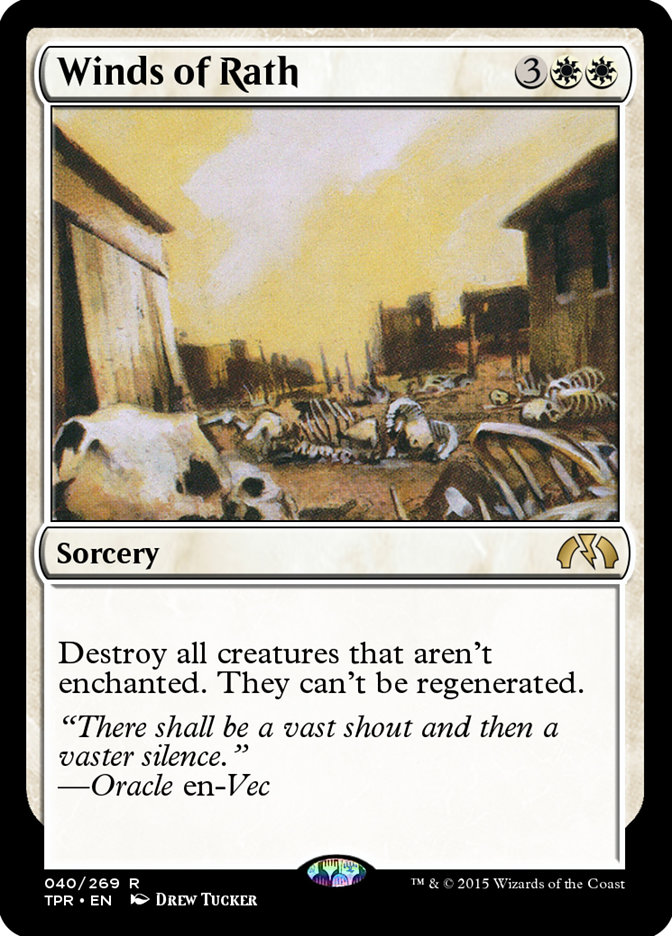 Winds of Rath 3
Sorcery
Destroy all creatures that aren't
enchanted. They can't be regenerated.
"There shall be a vast shout and then a
vaster silence."
—Oracle en-Vec
040/269 R
TPR • EN Drew Tucker
™ & © 2015 Wizards of the Coast